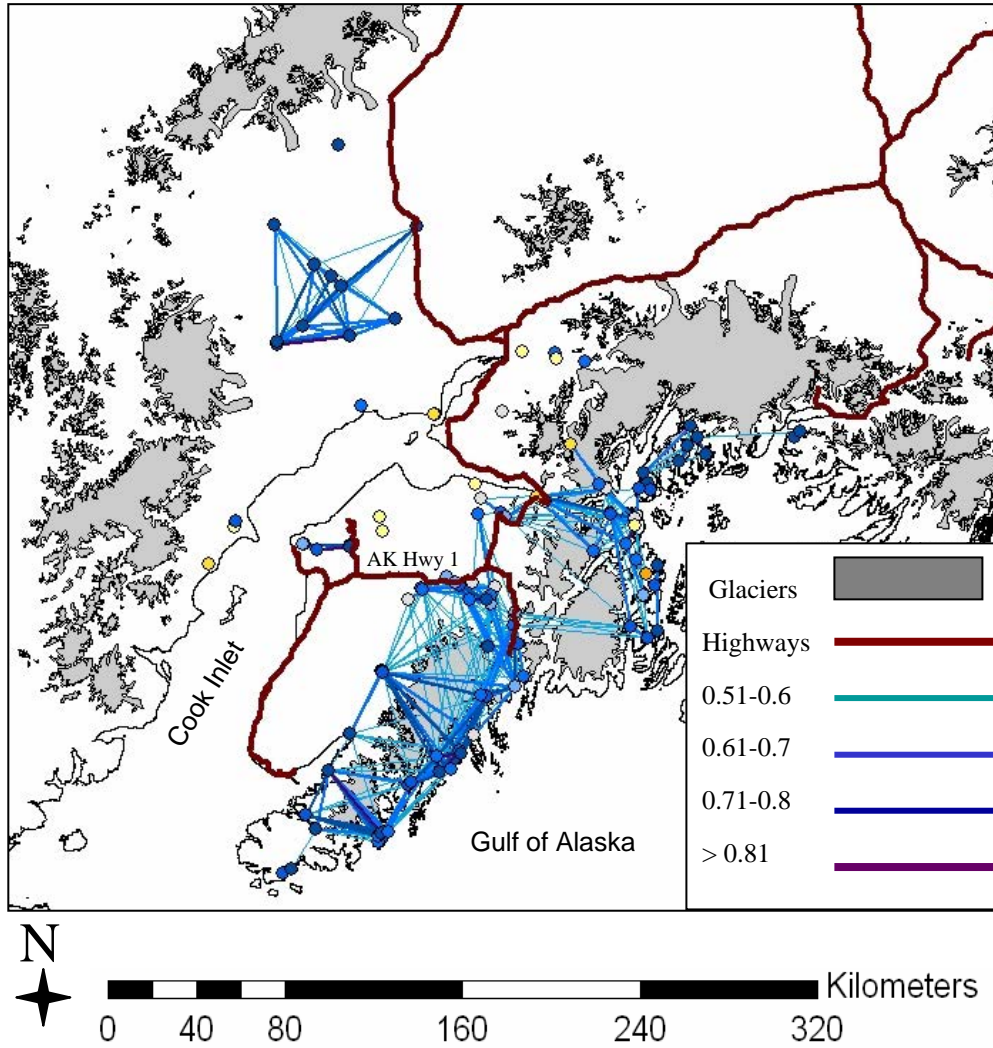 AK Hwy 1
Cook Inlet
Gulf of Alaska
Glaciers
Highways
0.51-0.6
0.61-0.7
0.71-0.8
> 0.81
N
Kilometers
0 40 80 160 240 320